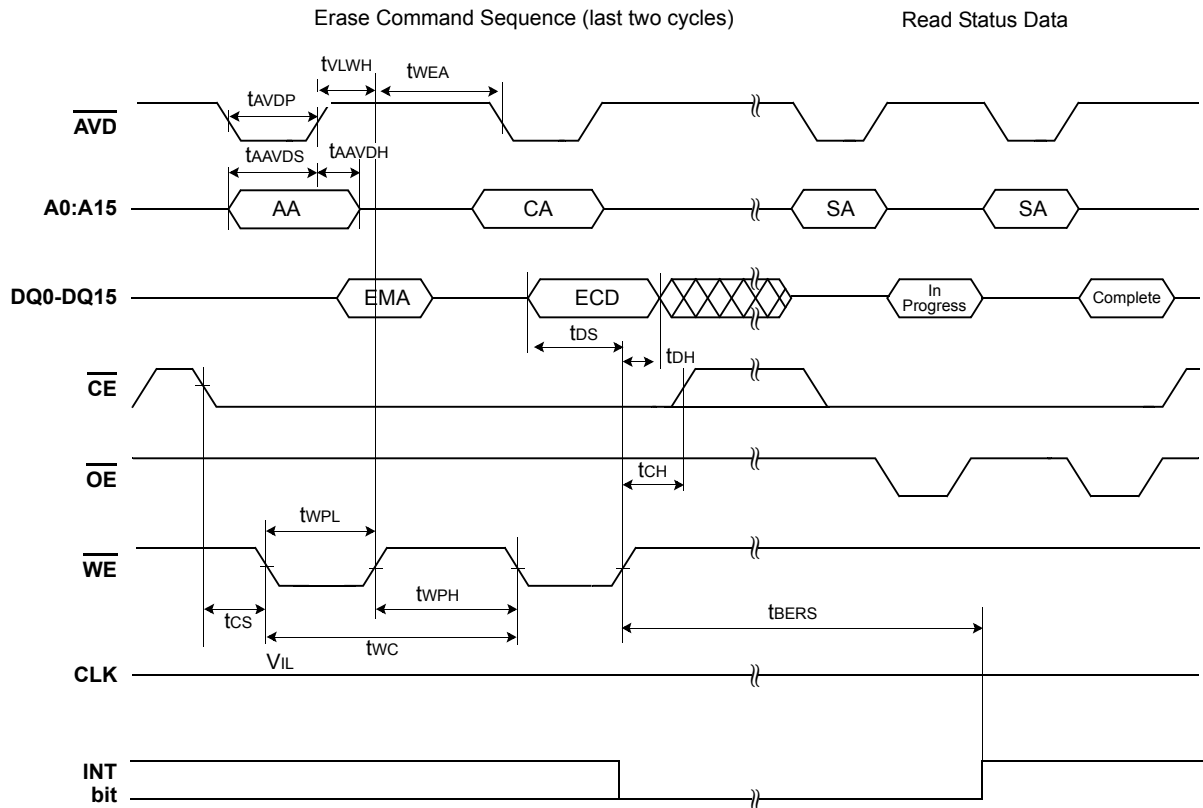 Erase Command Sequence (last two cycles) Read Status Data
tVLWH
tWEA
tAVDP
AVD
tAAVDS tAAVDH
A0:A15 AA CA SA SA
DQ0-DQ15 EMA ECD In Progress Complete
tDS
tDH
CE
OE
tCH
tWPL
WE
tWPH
tCS
tBERS
tWC
VIL
CLK
INT
bit